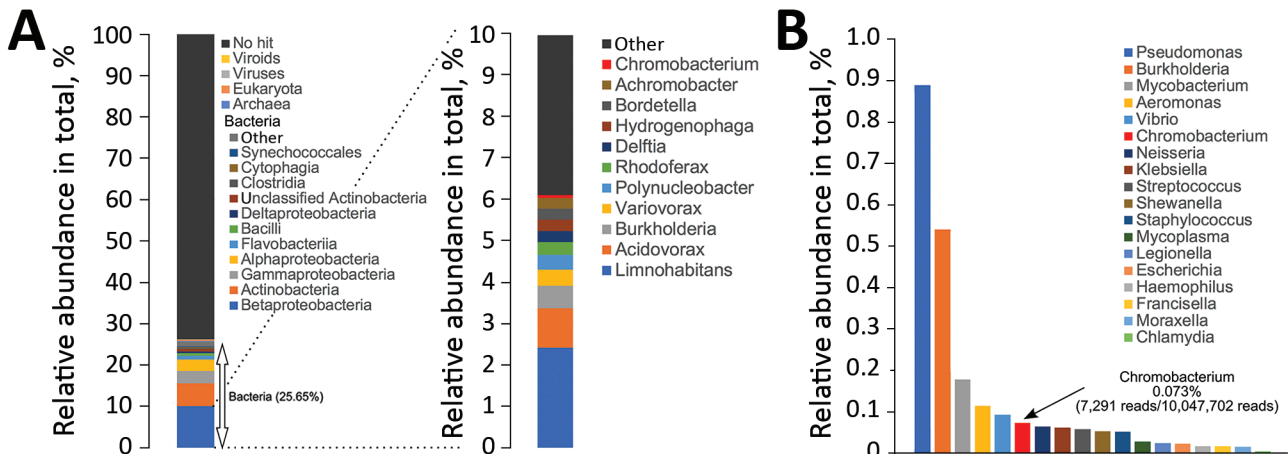 A
Relative abundance in total, %
100
90
80
70
60
50
40
30
20
10
0
No hit
Viroids
Viruses
Eukaryota
Archaea
Bacteria
Other
Synechococcales
Cytophagia
Clostridia
Unclassified Actinobacteria
Deltaproteobacteria
Bacilli
Flavobacteriia
Alphaproteobacteria
Gammaproteobacteria
Actinobacteria
Betaproteobacteria
Bacteria (25.65%)
Relative abundance in total, %
10
9
8
7
6
5
4
3
2
1
0
Other
Chromobacterium
Achromobacter
Bordetella
Hydrogenophaga
Delftia
Rhodoferax
Polynucleobacter
Variovorax
Burkholderia
Acidovorax
Limnohabitans
B
Relative abundance in total, %
1.0
0.9
0.8
0.7
0.6
0.5
0.4
0.3
0.2
0.1
0
Pseudomonas
Burkholderia
Mycobacterium
Aeromonas
Vibrio
Chromobacterium
Neisseria
Klebsiella
Streptococcus
Shewanella
Staphylococcus
Mycoplasma
Legionella
Escherichia
Haemophilus
Francisella
Moraxella
Chlamydia
Chromobacterium
0.073%
(7,291 reads/10,047,702 reads)